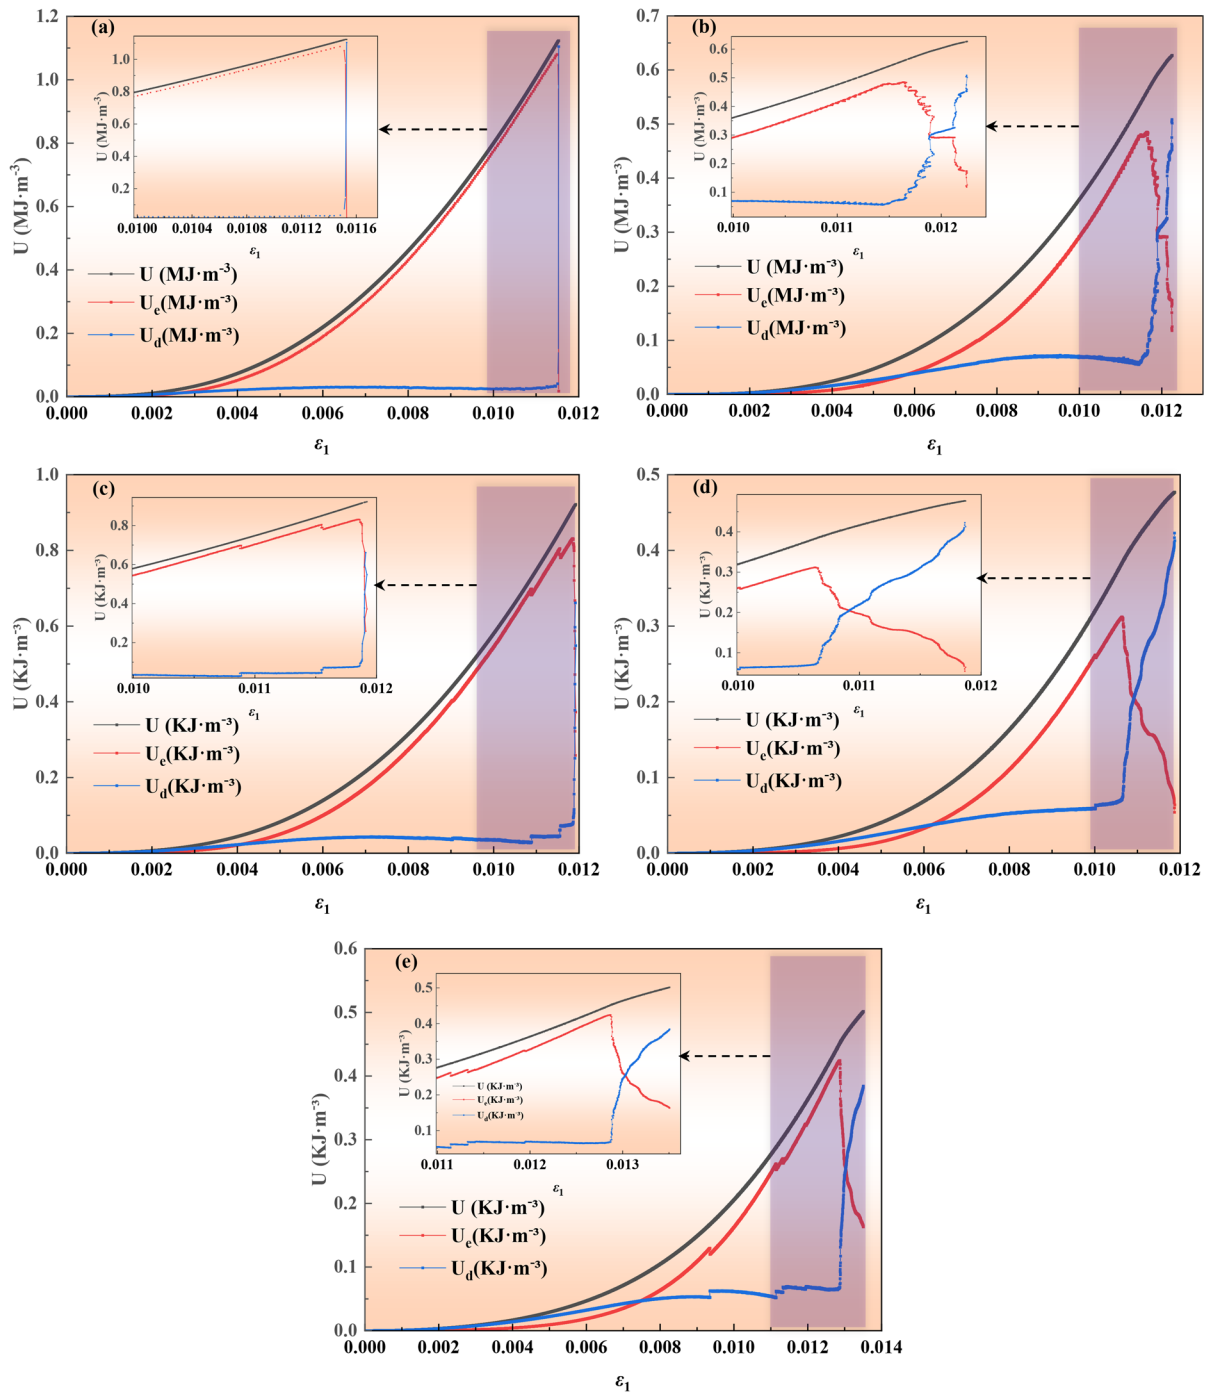 (a)
1.2
1.0
0.8
0.6
0.4
0.2
0.0
U (MJ·m⁻³)
0.000 0.002 0.004 0.006 0.008 0.010 0.012
ε₁
1.0
0.8
0.6
0.4
0.2
U (MJ·m⁻³)
0.0100 0.0104 0.0108 0.0112 0.0116
ε₁
U (MJ·m⁻³)
Uₑ(MJ·m⁻³)
U_d(MJ·m⁻³)
(b)
0.7
0.6
0.5
0.4
0.3
0.2
0.1
0.0
U (MJ·m⁻³)
0.000 0.002 0.004 0.006 0.008 0.010 0.012
ε₁
0.6
0.5
0.4
0.3
0.2
0.1
U (MJ·m⁻³)
0.010 0.011 0.012
ε₁
U (MJ·m⁻³)
Uₑ(MJ·m⁻³)
U_d(MJ·m⁻³)
(c)
1.0
0.8
0.6
0.4
0.2
0.0
U (KJ·m⁻³)
0.000 0.002 0.004 0.006 0.008 0.010 0.012
ε₁
0.8
0.6
0.4
0.2
U (KJ·m⁻³)
0.010 0.011 0.012
ε₁
U (KJ·m⁻³)
Uₑ(KJ·m⁻³)
U_d(KJ·m⁻³)
(d)
0.5
0.4
0.3
0.2
0.1
0.0
U (KJ·m⁻³)
0.000 0.002 0.004 0.006 0.008 0.010 0.012
ε₁
0.4
0.3
0.2
0.1
U (KJ·m⁻³)
0.010 0.011 0.012
ε₁
U (KJ·m⁻³)
Uₑ(KJ·m⁻³)
U_d(KJ·m⁻³)
(e)
0.6
0.5
0.4
0.3
0.2
0.1
0.0
U (KJ·m⁻³)
0.000 0.002 0.004 0.006 0.008 0.010 0.012 0.014
ε₁
0.5
0.4
0.3
0.2
0.1
U (KJ·m⁻³)
0.011 0.012 0.013
ε₁
U (KJ·m⁻³)
Uₑ(KJ·m⁻³)
U_d(KJ·m⁻³)
U (KJ·m⁻³)
Uₑ(KJ·m⁻³)
U_d(KJ·m⁻³)